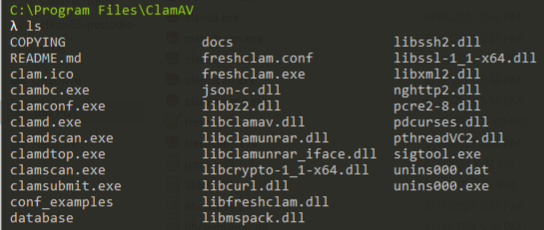 C:\Program Files\ClamAV
λ ls
COPYING docs libssh2.dll
README.md freshclam.conf libssl-1_1-x64.dll
clam.ico freshclam.exe libxml2.dll
clambc.exe json-c.dll nghttp2.dll
clamconf.exe libbz2.dll pcre2-8.dll
clamd.exe libclamav.dll pdcurses.dll
clamdscan.exe libclamunrar.dll pthreadVC2.dll
clamdtop.exe libclamunrar_iface.dll sigtool.exe
clamscan.exe libcrypto-1_1-x64.dll unins000.dat
clamsubmit.exe libcurl.dll unins000.exe
conf_examples libfreshclam.dll
database libmspack.dll